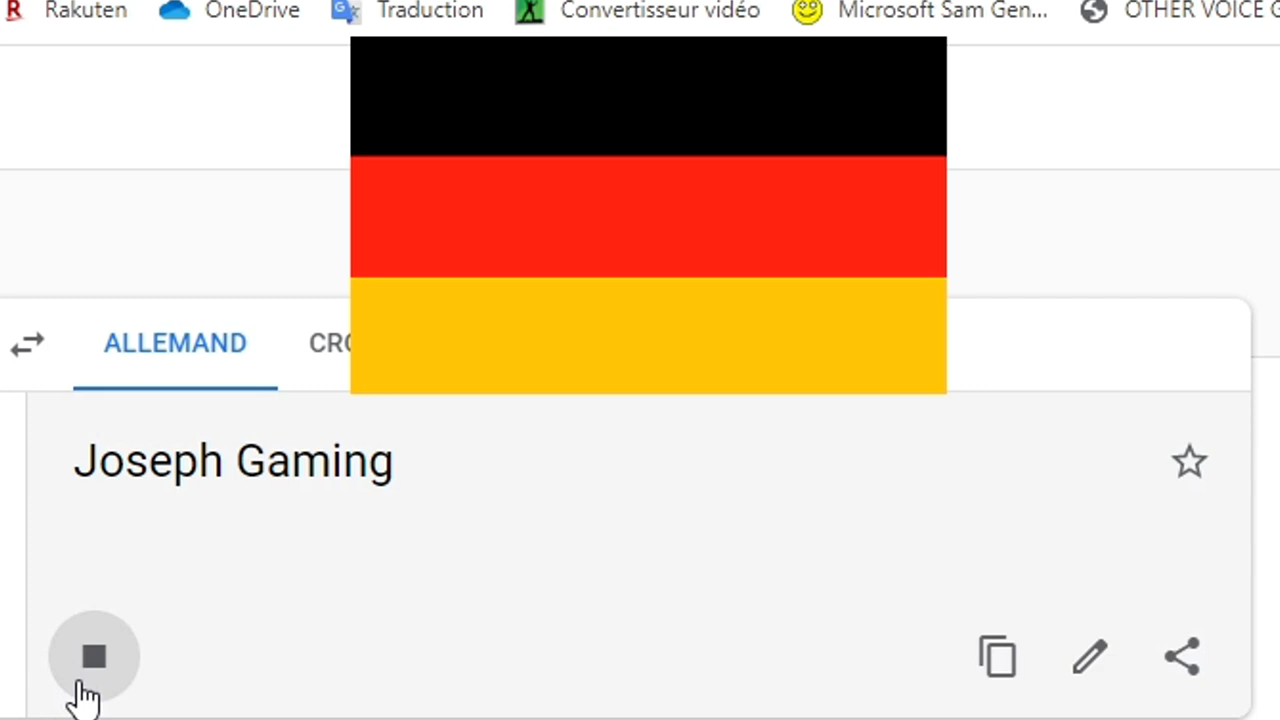 Rakuten OneDrive Traduction Convertisseur vidéo Microsoft Sam Gen... OTHER VOICE
ALLEMAND
Joseph Gaming